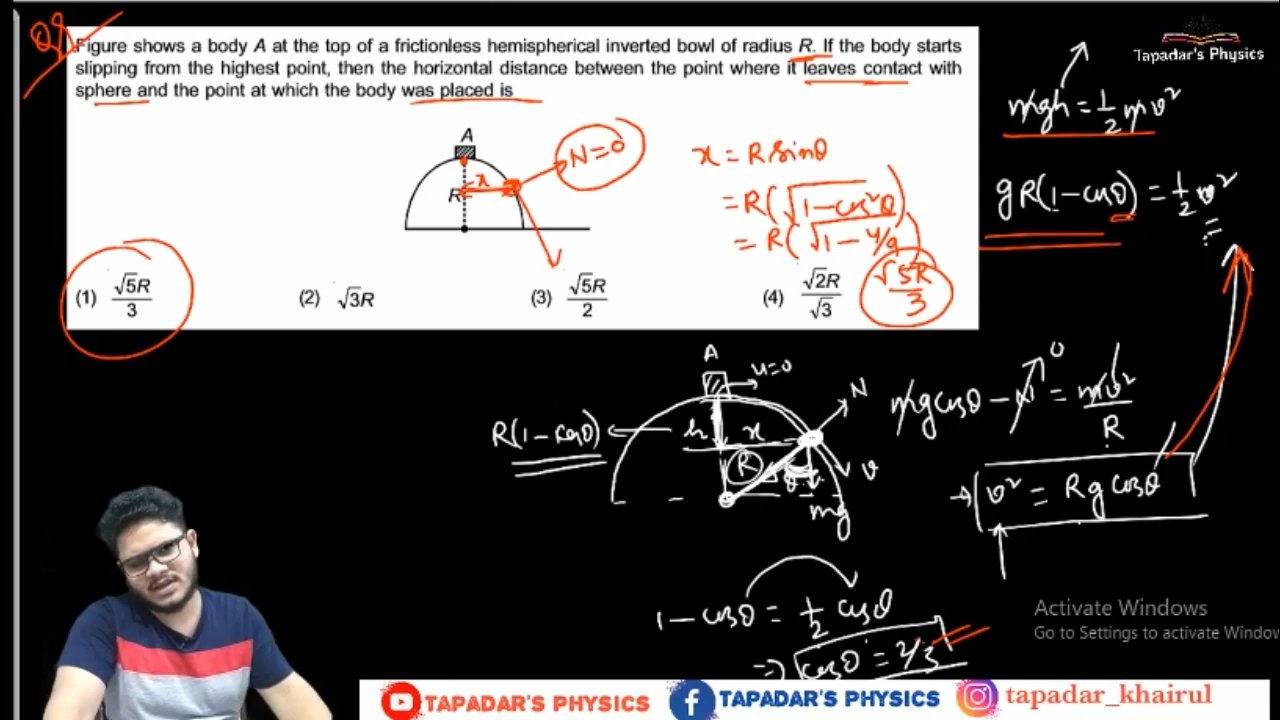 Q8
Figure shows a body A at the top of a frictionless hemispherical inverted bowl of radius R. If the body starts
slipping from the highest point, then the horizontal distance between the point where it leaves contact with
sphere and the point at which the body was placed is
Tapadar's Physics
mgh = 1/2 mv²
gR(1-cosθ) = 1/2 v²
A
R
x
N=0
x = R sinθ
= R(√1-cos²θ)
= R(√1-4/9)
√5R/3
(1) √5R/3
(2) √3R
(3) √5R/2
(4) √2R/√3
A
u=0
N
R(1-cosθ)
h
x
R
θ
v
mg
mgcosθ - N = mv²/R
0
→ v² = Rg cosθ
1-cosθ = 1/2 cosθ
⇒ cosθ = 2/3
Activate Windows
Go to Settings to activate Window
TAPADAR'S PHYSICS
TAPADAR'S PHYSICS
tapadar_khairul